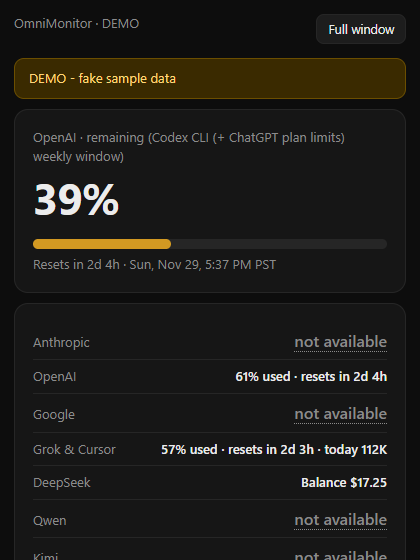 OmniMonitor · DEMO
Full window
DEMO - fake sample data
OpenAI · remaining (Codex CLI (+ ChatGPT plan limits)
weekly window)
39%
Resets in 2d 4h · Sun, Nov 29, 5:37 PM PST
Anthropic not available
OpenAI 61% used · resets in 2d 4h
Google not available
Grok & Cursor 57% used · resets in 2d 3h · today 112K
DeepSeek Balance $17.25
Qwen not available
Kimi not available